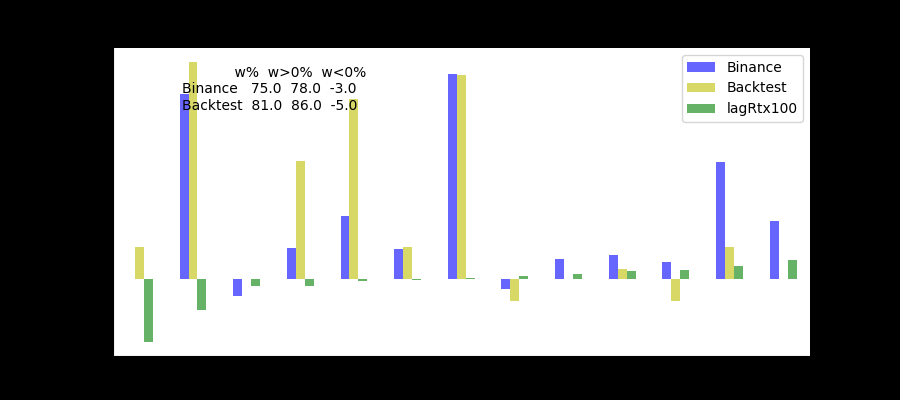 w%  w>0%  w<0%
Binance   75.0  78.0  -3.0
Backtest  81.0  86.0  -5.0
Binance
Backtest
lagRtx100